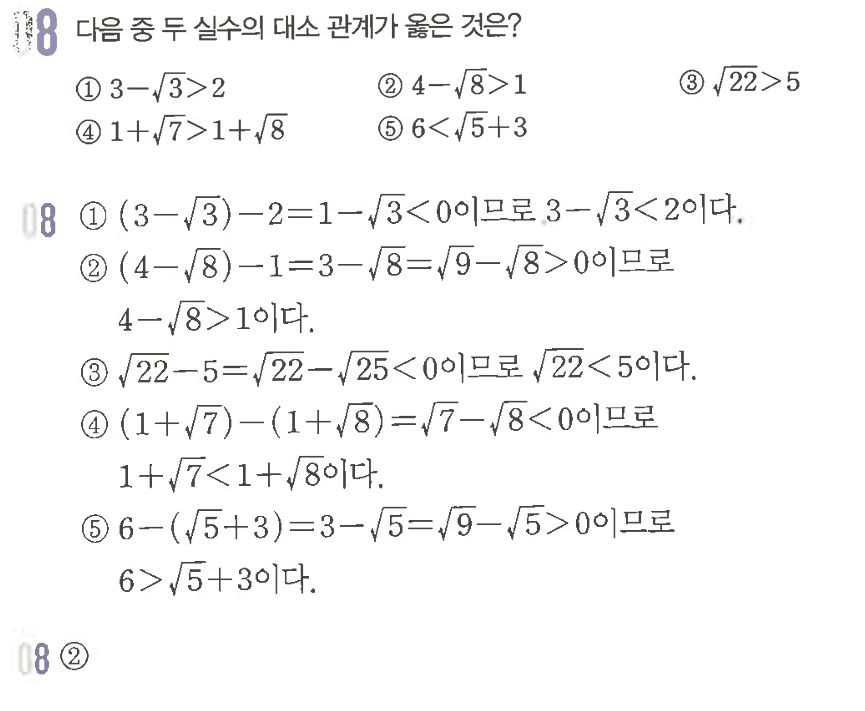 08 다음 중 두 실수의 대소 관계가 옳은 것은?
① 3-√3>2 ② 4-√8>1 ③ √22>5
④ 1+√7>1+√8 ⑤ 6<√5+3
08 ① (3-√3)-2=1-√3<0이므로 3-√3<2이다.
② (4-√8)-1=3-√8=√9-√8>0이므로
4-√8>1이다.
③ √22-5=√22-√25<0이므로 √22<5이다.
④ (1+√7)-(1+√8)=√7-√8<0이므로
1+√7<1+√8이다.
⑤ 6-(√5+3)=3-√5=√9-√5>0이므로
6>√5+3이다.
08 ②